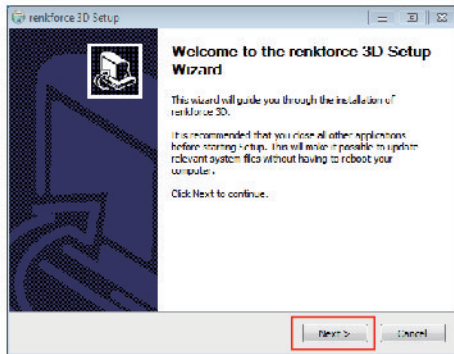 renkforce 3D Setup
Welcome to the renkforce 3D Setup
Wizard
This wizard will guide you through the installation of
renkforce 3D.
It is recommended that you close all other applications
before starting Setup. This will make it possible to update
relevant system files without having to reboot your
computer.
Click Next to continue.
Next >
Cancel